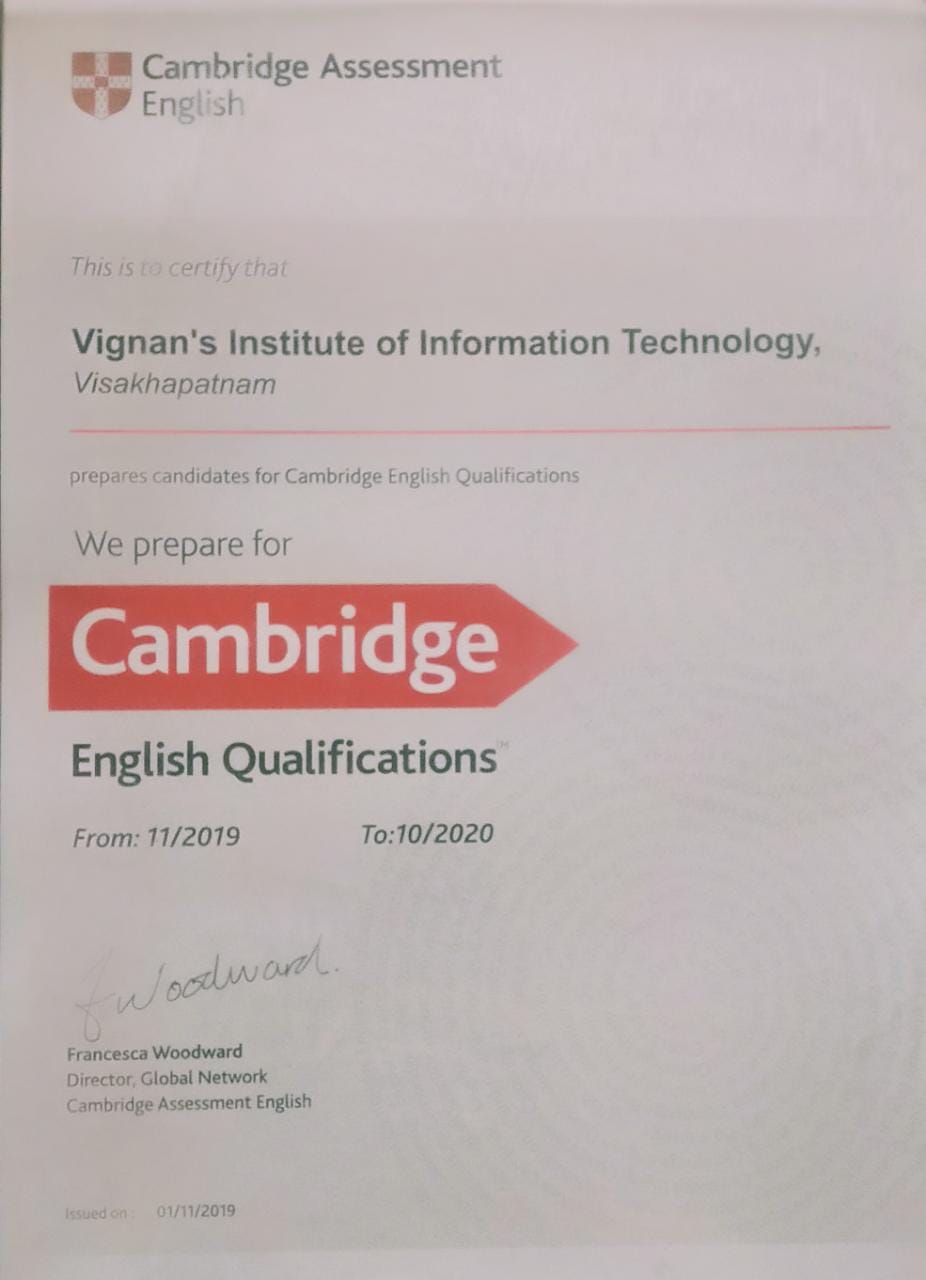 Cambridge Assessment
English
This is to certify that
Vignan's Institute of Information Technology,
Visakhapatnam
prepares candidates for Cambridge English Qualifications
We prepare for
Cambridge
English Qualifications™
From: 11/2019 To:10/2020
f Woodward.
Francesca Woodward
Director, Global Network
Cambridge Assessment English
Issued on : 01/11/2019